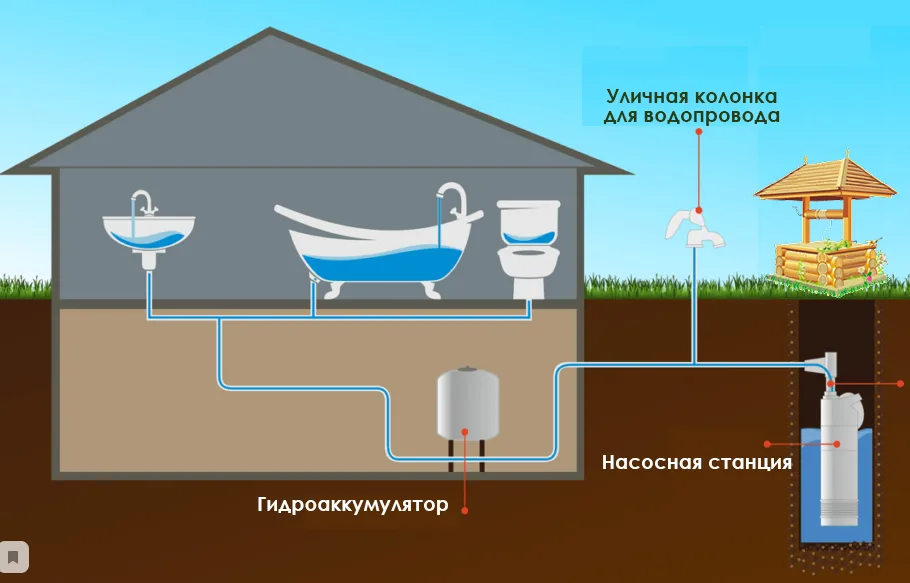 Уличная колонка
для водопровода
Насосная станция
Гидроаккумулятор